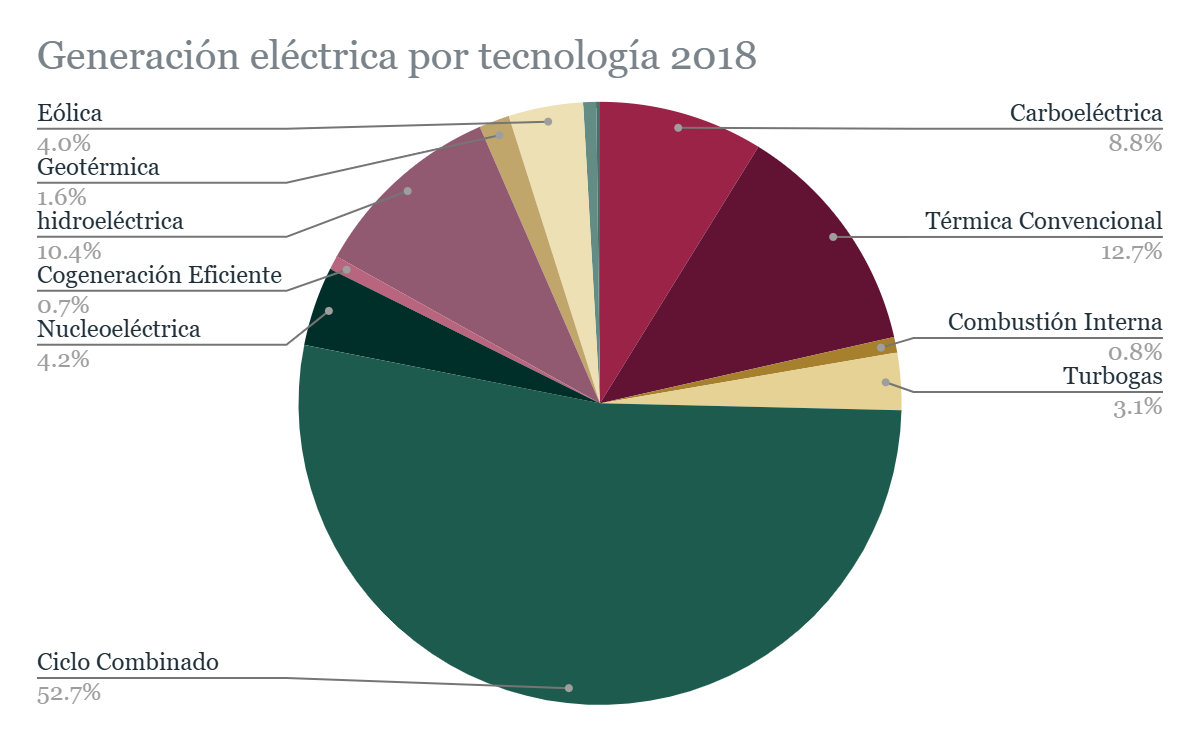 Generación eléctrica por tecnología 2018
Eólica
4.0%
Geotérmica
1.6%
hidroeléctrica
10.4%
Cogeneración Eficiente
0.7%
Nucleoeléctrica
4.2%
Ciclo Combinado
52.7%
Carboeléctrica
8.8%
Térmica Convencional
12.7%
Combustión Interna
0.8%
Turbogas
3.1%